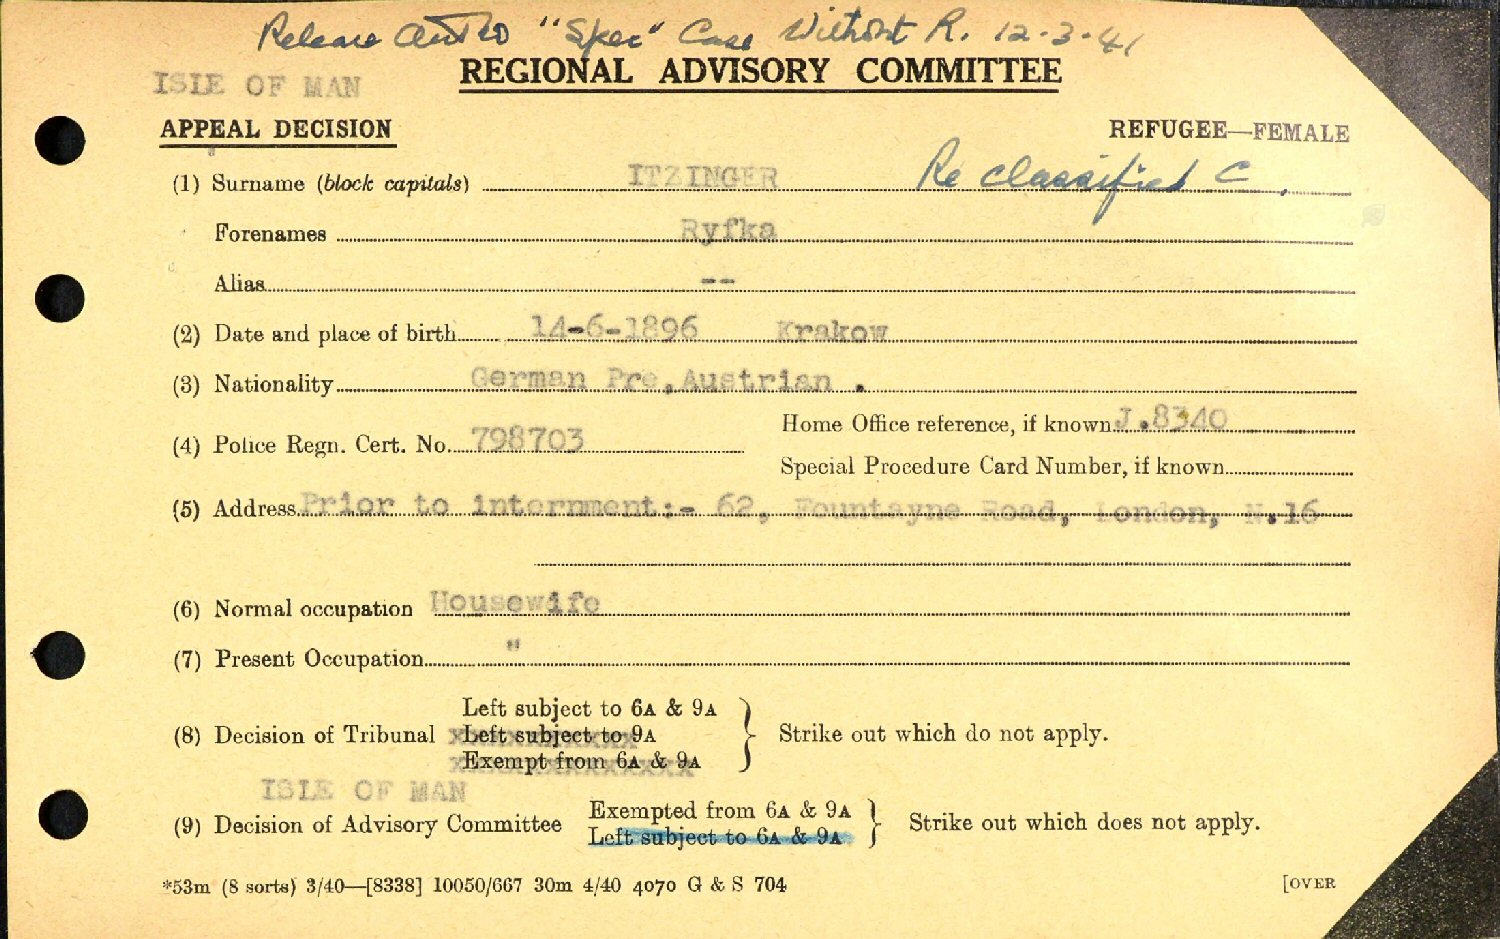 Release Auth'd "Spec" Case Without R. 12-3-41
REGIONAL ADVISORY COMMITTEE
ISLE OF MAN
APPEAL DECISION
REFUGEE—FEMALE
(1) Surname (block capitals) ITZINGER Re classified C.
Forenames Ryfka
Alias --
(2) Date and place of birth 14-6-1896 Krakow
(3) Nationality German Pre.Austrian .
Home Office reference, if known J.8340
(4) Police Regn. Cert. No. 798703
Special Procedure Card Number, if known
(5) Address Prior to internment:- 62, Fountayne Road, London, N.16
(6) Normal occupation Housewife
(7) Present Occupation "
Left subject to 6A & 9A
(8) Decision of Tribunal Left subject to 9A Strike out which do not apply.
Exempt from 6A & 9A
ISLE OF MAN
Exempted from 6A & 9A
(9) Decision of Advisory Committee Strike out which does not apply.
Left subject to 6A & 9A
*53m (8 sorts) 3/40—[8338] 10050/667 30m 4/40 4070 G & S 704 [OVER